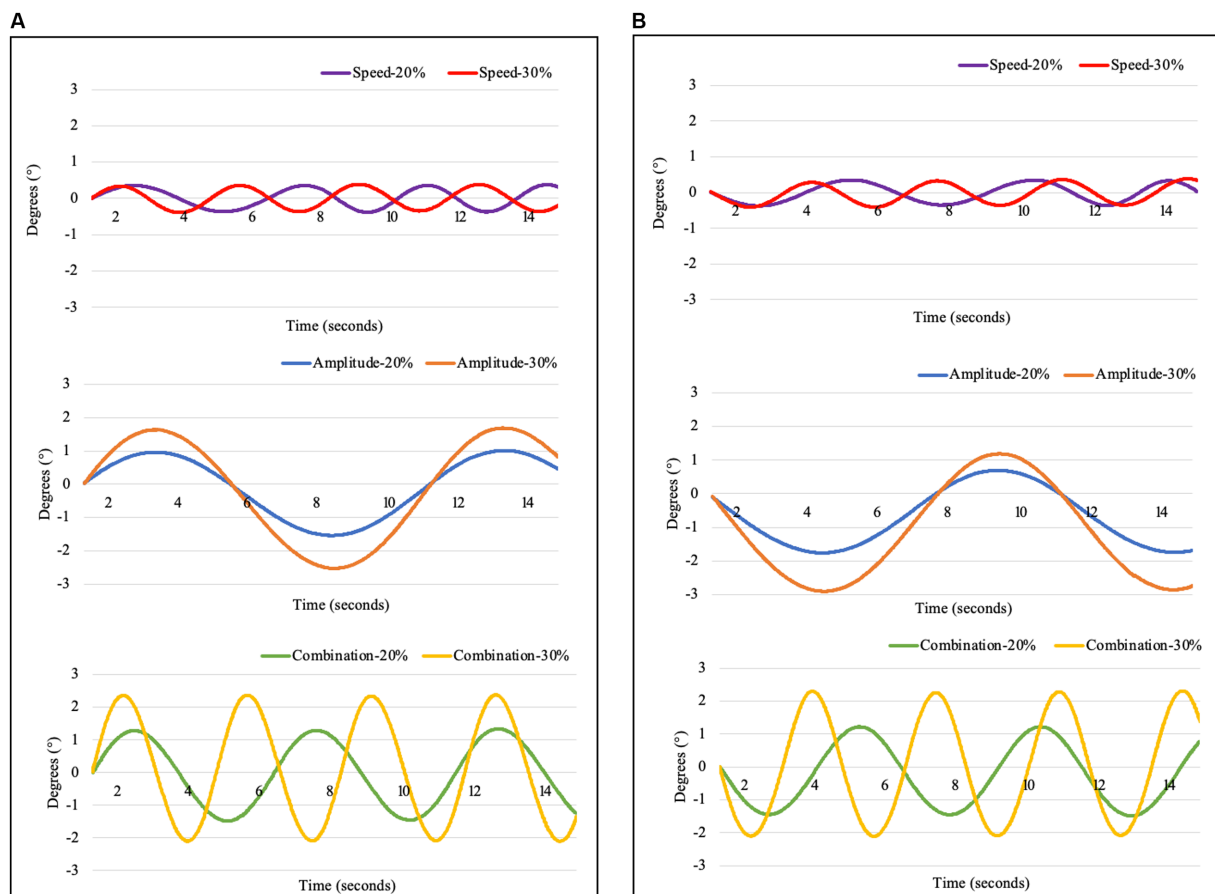 A
Speed-20% Speed-30%
3
2
1
0
-1
-2
-3
Degrees (°)
2 4 6 8 10 12 14
Time (seconds)
Amplitude-20% Amplitude-30%
3
2
1
0
-1
-2
-3
Degrees (°)
2 4 6 8 10 12 14
Time (seconds)
Combination-20% Combination-30%
3
2
1
0
-1
-2
-3
Degrees (°)
2 4 6 8 10 12 14
Time (seconds)
B
Speed-20% Speed-30%
3
2
1
0
-1
-2
-3
Degrees (°)
2 4 6 8 10 12 14
Time (seconds)
Amplitude-20% Amplitude-30%
3
2
1
0
-1
-2
-3
Degrees (°)
2 4 6 8 10 12 14
Time (seconds)
Combination-20% Combination-30%
3
2
1
0
-1
-2
-3
Degrees (°)
2 4 6 8 10 12 14
Time (seconds)